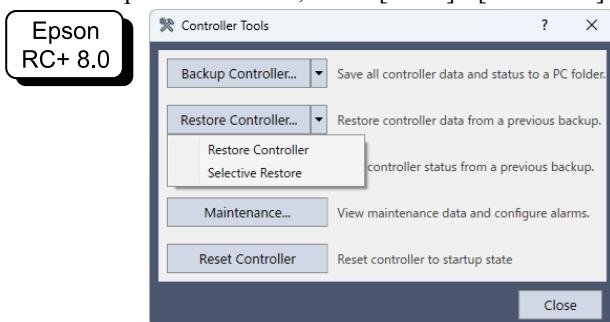 Epson
RC+ 8.0
Controller Tools
?
Backup Controller...
Save all controller data and status to a PC folder.
Restore Controller...
Restore controller data from a previous backup.
Restore Controller
Selective Restore
controller status from a previous backup.
Maintenance...
View maintenance data and configure alarms.
Reset Controller
Reset controller to startup state
Close